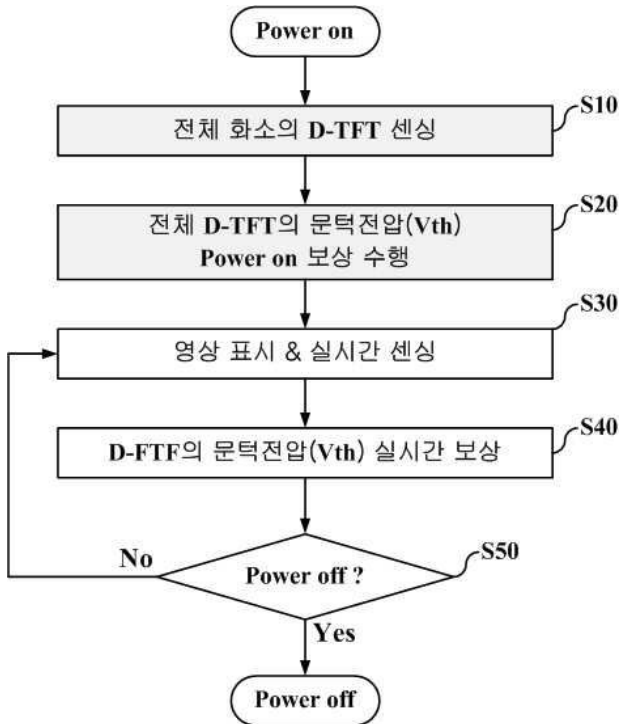 Power on
S10
전체 화소의 D-TFT 센싱
S20
전체 D-TFT의 문턱전압(Vth)
Power on 보상 수행
S30
영상 표시 & 실시간 센싱
S40
D-FTF의 문턱전압(Vth) 실시간 보상
S50
No
Power off ?
Yes
Power off